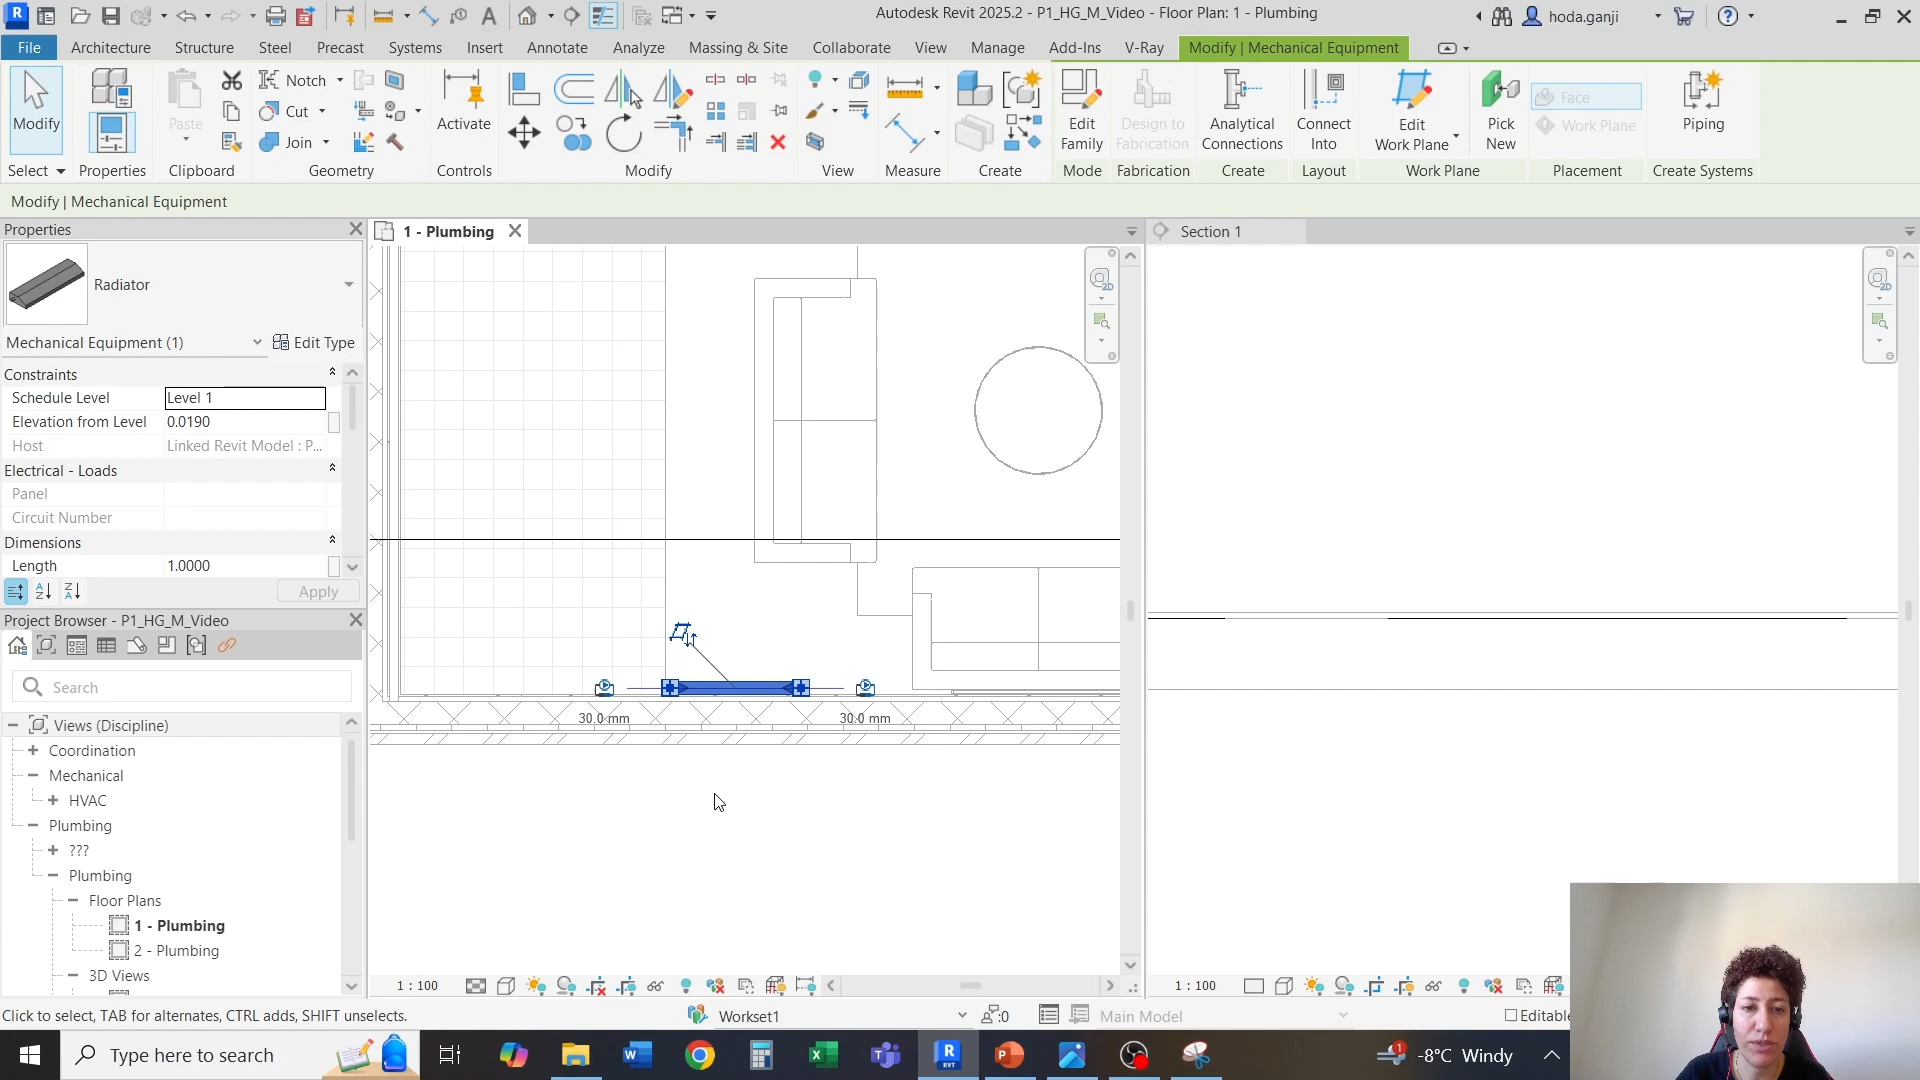 Autodesk Revit 2025.2 - P1_HG_M_Video - Floor Plan: 1 - Plumbing
hoda.ganji
File Architecture Structure Steel Precast Systems Insert Annotate Analyze Massing & Site Collaborate View Manage Add-Ins V-Ray Modify | Mechanical Equipment
Modify
Paste
Notch
Cut
Join
Activate
Edit Family
Design to Fabrication
Analytical Connections
Connect Into
Edit Work Plane
Pick New
Face
Work Plane
Piping
Select Properties Clipboard Geometry Controls Modify View Measure Create Mode Fabrication Create Layout Work Plane Placement Create Systems
Modify | Mechanical Equipment
Properties
Radiator
Mechanical Equipment (1) Edit Type
Constraints
Schedule Level Level 1
Elevation from Level 0.0190
Host Linked Revit Model : P...
Electrical - Loads
Panel
Circuit Number
Dimensions
Length 1.0000
Apply
Project Browser - P1_HG_M_Video
Search
Views (Discipline)
Coordination
Mechanical
HVAC
Plumbing
???
Plumbing
Floor Plans
1 - Plumbing
2 - Plumbing
3D Views
1 - Plumbing
2D
30.0 mm 30.0 mm
1 : 100
Section 1
2D
1 : 100
Click to select, TAB for alternates, CTRL adds, SHIFT unselects.
Workset1
:0
Main Model
Editable
Type here to search
-8°C Windy